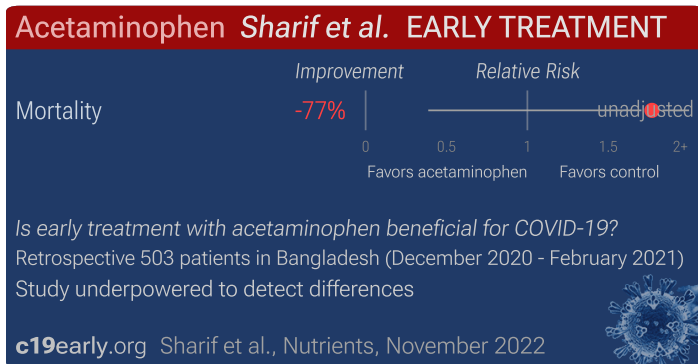 Acetaminophen Sharif et al. EARLY TREATMENT
Improvement Relative Risk
Mortality -77% unadjusted
0 0.5 1 1.5 2+
Favors acetaminophen Favors control
Is early treatment with acetaminophen beneficial for COVID-19?
Retrospective 503 patients in Bangladesh (December 2020 - February 2021)
Study underpowered to detect differences
c19early.org Sharif et al., Nutrients, November 2022